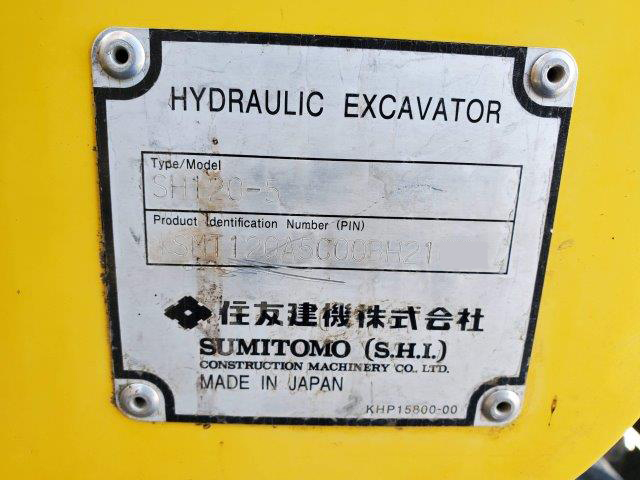 HYDRAULIC EXCAVATOR
Type/Model
SH120-5
Product Identification Number (PIN)
住友建機株式会社
SUMITOMO (S.H.I.)
CONSTRUCTION MACHINERY CO., LTD.
MADE IN JAPAN
KHP15800-00